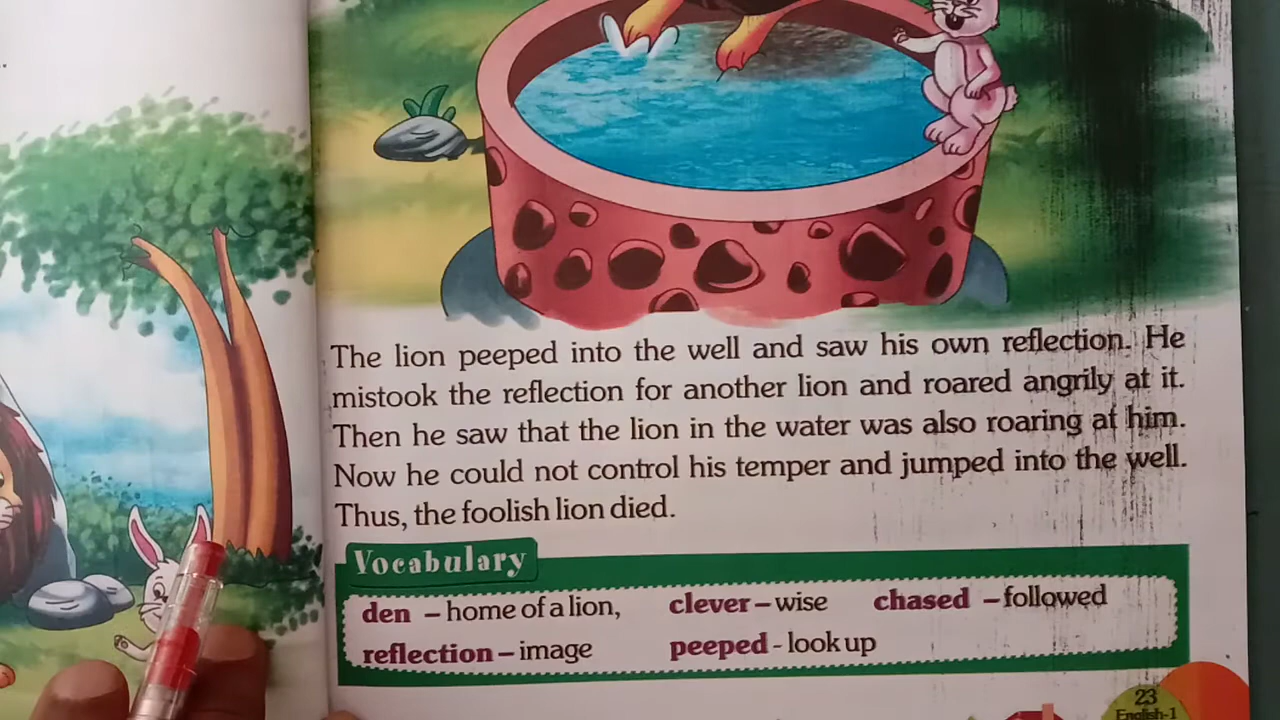 The lion peeped into the well and saw his own reflection. He
mistook the reflection for another lion and roared angrily at it.
Then he saw that the lion in the water was also roaring at him.
Now he could not control his temper and jumped into the well.
Thus, the foolish lion died.
Vocabulary
den – home of a lion, clever – wise chased – followed
reflection – image peeped - look up
23
English-1